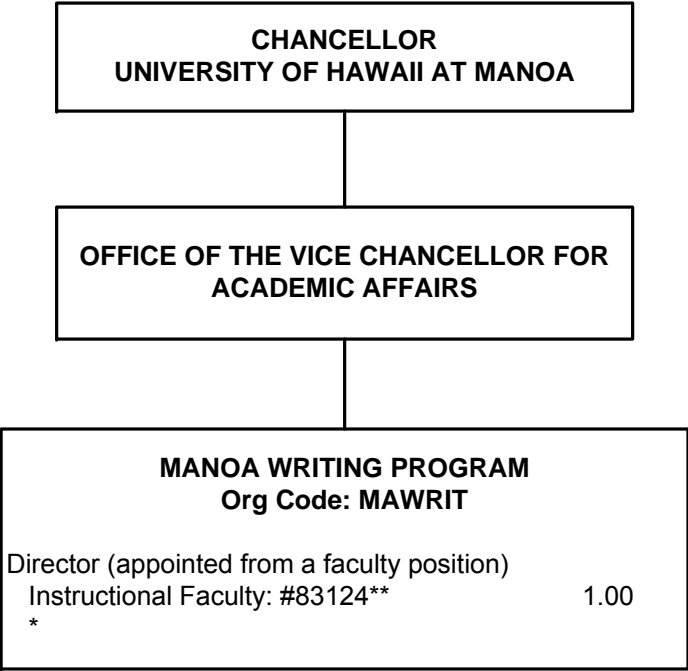 CHANCELLOR
UNIVERSITY OF HAWAII AT MANOA
OFFICE OF THE VICE CHANCELLOR FOR
ACADEMIC AFFAIRS
MANOA WRITING PROGRAM
Org Code: MAWRIT
Director (appointed from a faculty position)
Instructional Faculty: #83124** 1.00
*